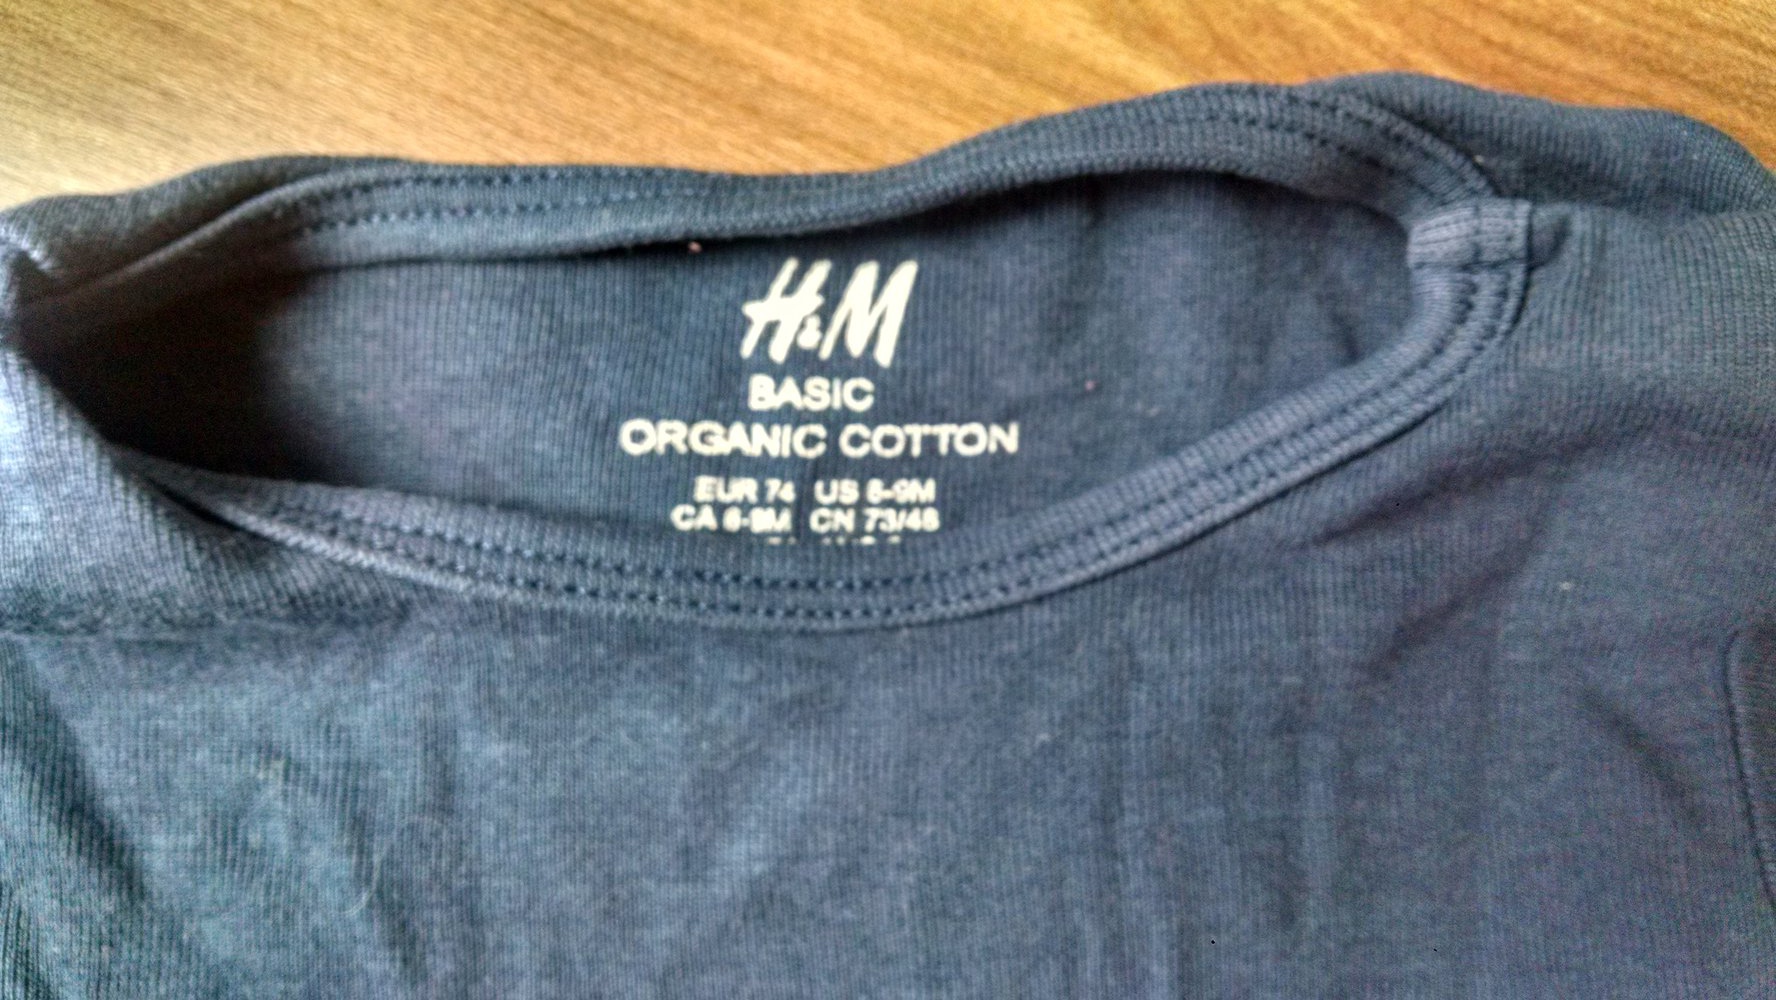 H&M
BASIC
ORGANIC COTTON
EUR 74 US 6-9M
CA 6-9M CN 73/48